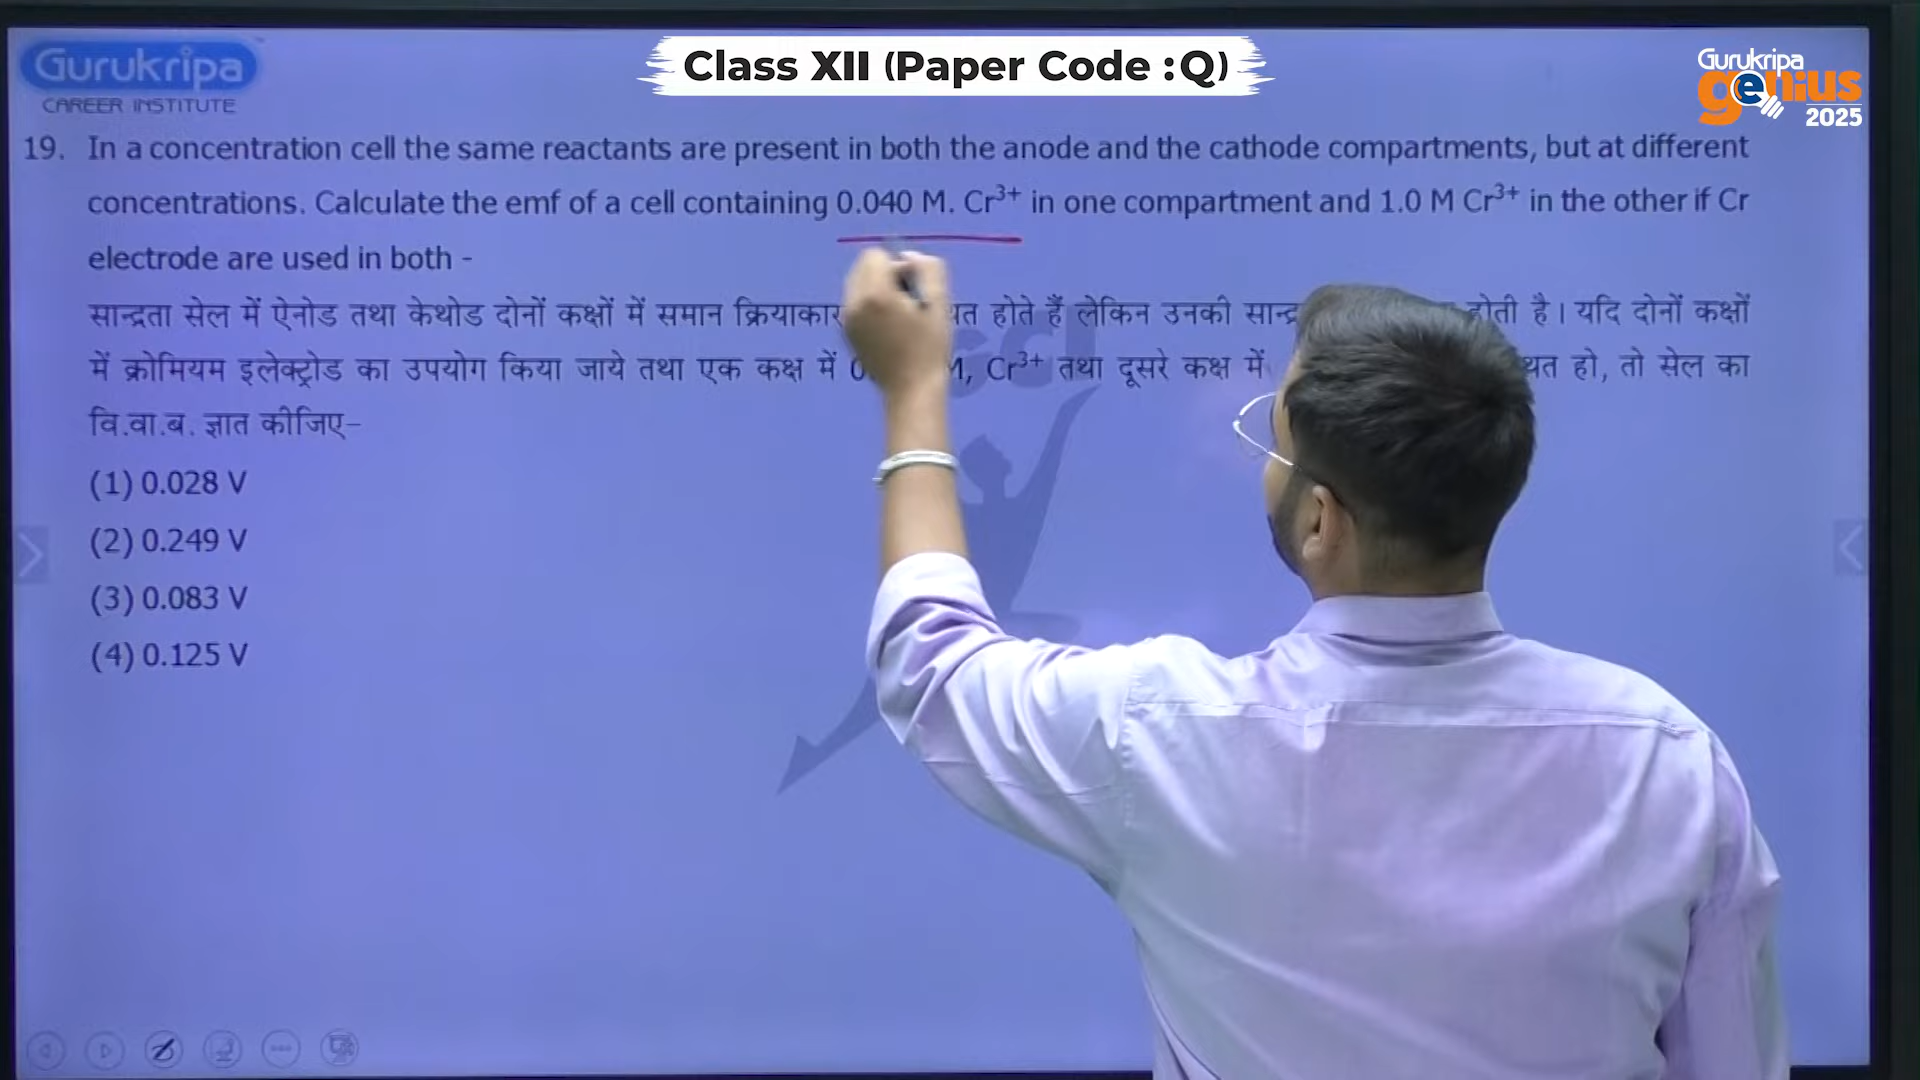 Gurukripa
CAREER INSTITUTE
Class XII (Paper Code :Q)
Gurukripa
genius
2025
19. In a concentration cell the same reactants are present in both the anode and the cathode compartments, but at different
concentrations. Calculate the emf of a cell containing 0.040 M. Cr³⁺ in one compartment and 1.0 M Cr³⁺ in the other if Cr
electrode are used in both -
सान्द्रता सेल में ऐनोड तथा केथोड दोनों कक्षों में समान होते हैं लेकिन उनकी होती है। यदि दोनों कक्षों
में क्रोमियम इलेक्ट्रोड का उपयोग किया जाये तथा एक कक्ष में M, Cr³⁺ तथा दूसरे कक्ष में हो, तो सेल का
वि.वा.ब. ज्ञात कीजिए–
(1) 0.028 V
(2) 0.249 V
(3) 0.083 V
(4) 0.125 V